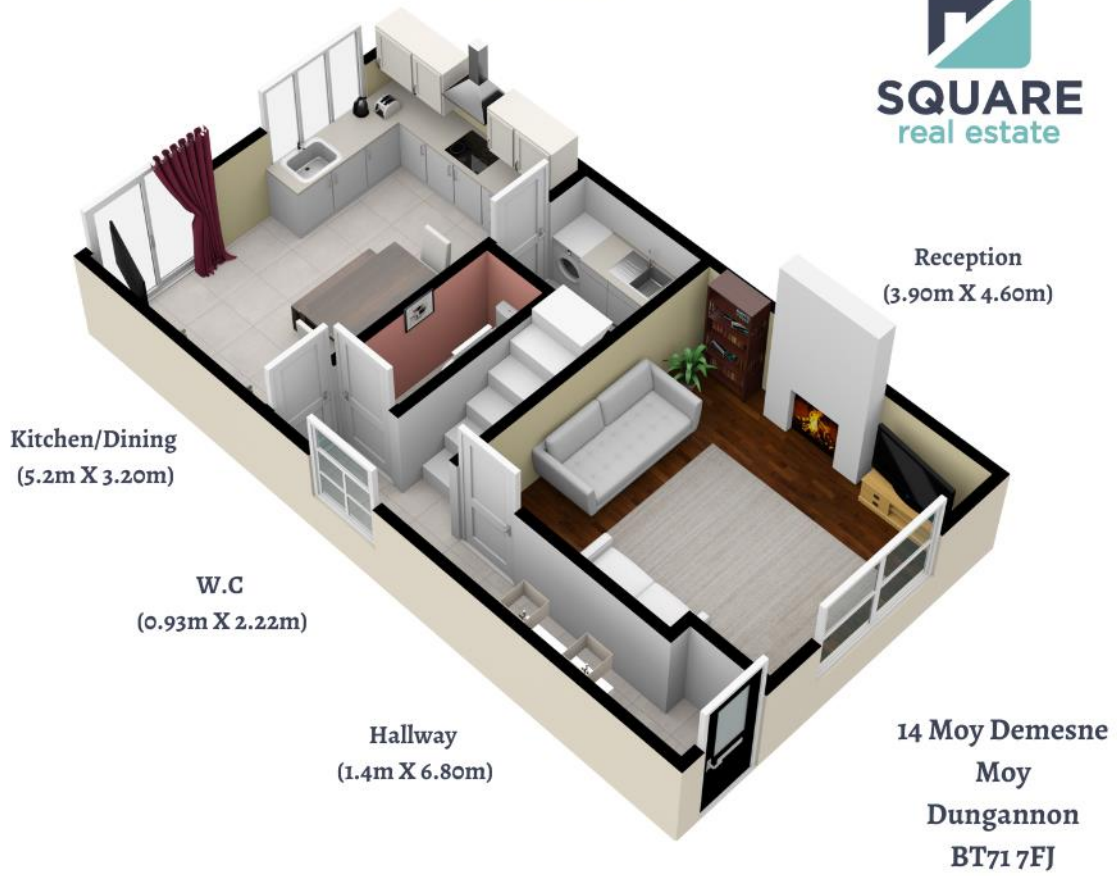 SQUARE
real estate
Reception
(3.90m X 4.60m)
Kitchen/Dining
(5.2m X 3.20m)
W.C
(0.93m X 2.22m)
Hallway
(1.4m X 6.80m)
14 Moy Demesne
Moy
Dungannon
BT71 7FJ